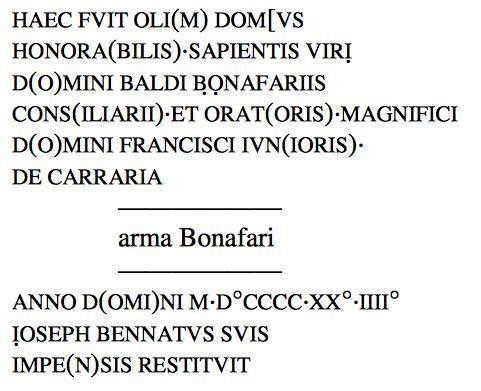 HAEC FVIT OLI(M) DOM[VS
HONORA(BILIS)·SAPIENTIS VIRỊ
D(O)MINI BALDI ḄỌNAFARIIS
CONS(ILIARII)·ET ORAT(ORIS)·MAGNIFICI
D(O)MINI FRANCISCI IVN(IORIS)·
DE CARRARIA
arma Bonafari
ANNO D(OMI)NI M·D°CCCC·XX°·IIII°
ỊOSEPH BENNATVS SVIS
IMPE(N)SIS RESTITVIT